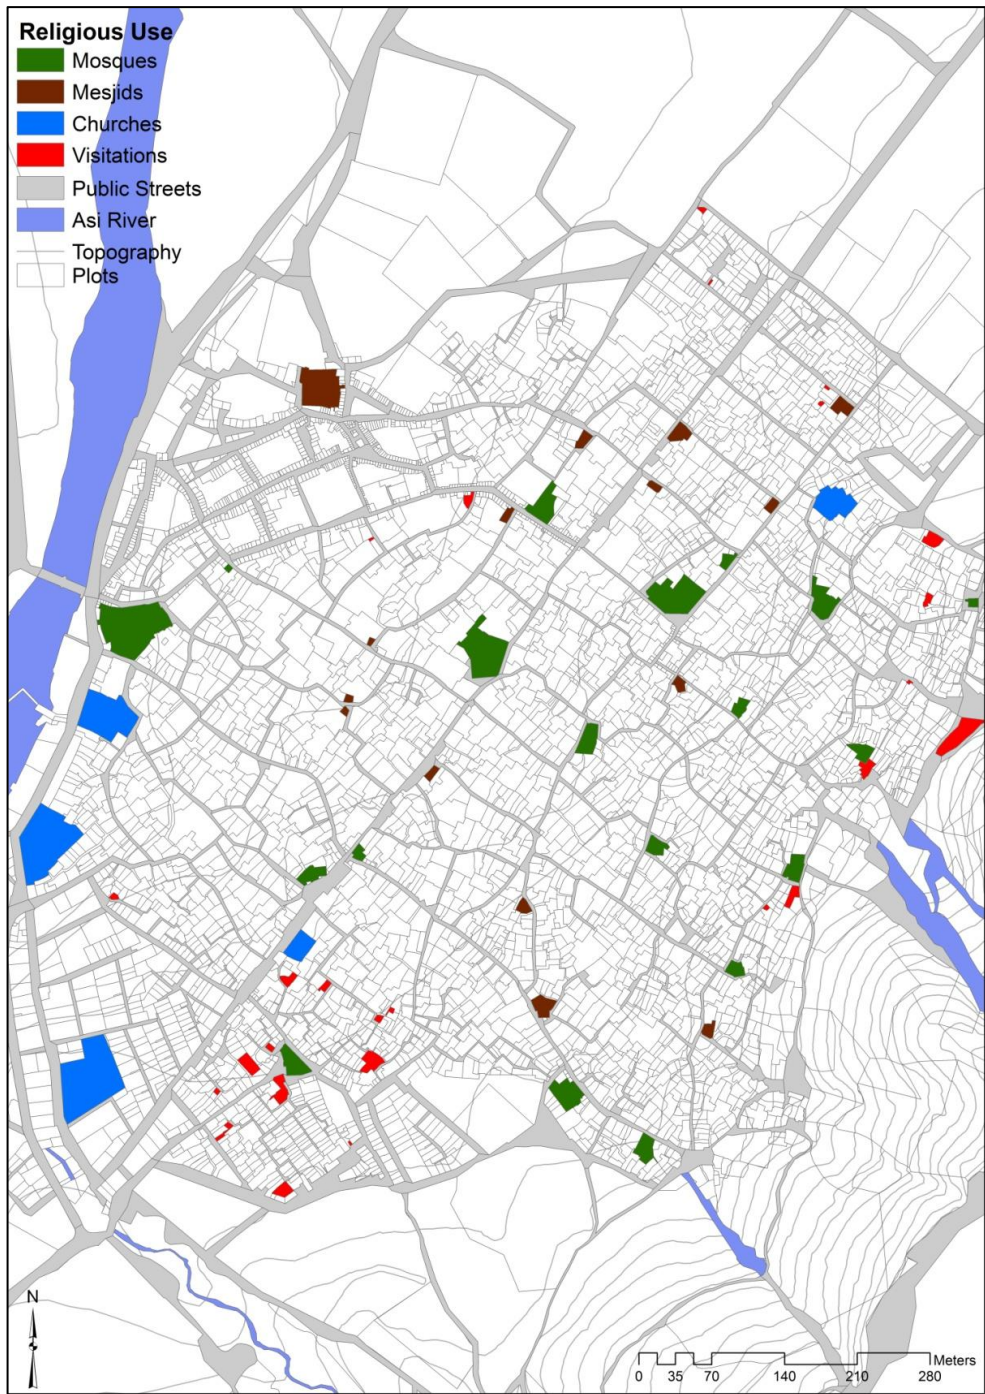 Religious Use
Mosques
Mesjids
Churches
Visitations
Public Streets
Asi River
Topography
Plots
N
Meters
0 35 70 140 210 280